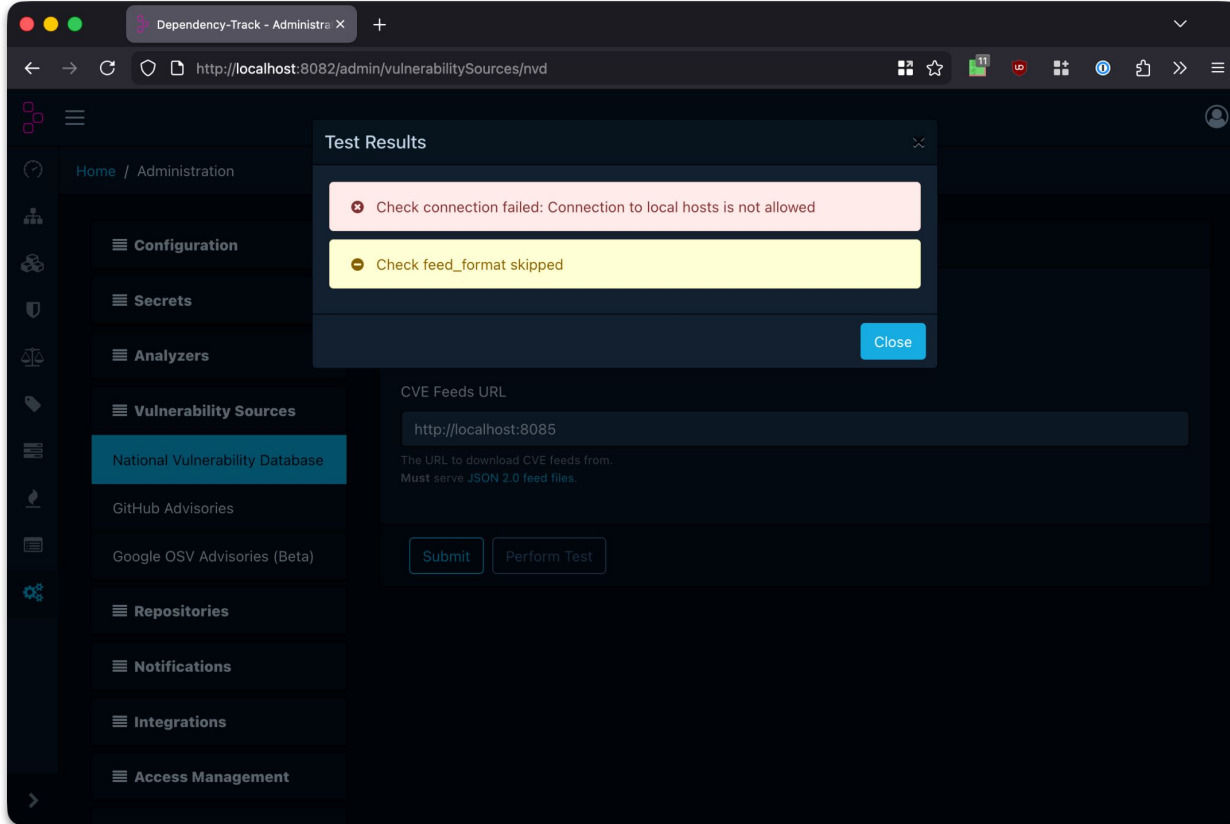 Dependency-Track - Administra
http://localhost:8082/admin/vulnerabilitySources/nvd
11
Test Results
Home / Administration
Check connection failed: Connection to local hosts is not allowed
Check feed_format skipped
Close
Configuration
Secrets
Analyzers
Vulnerability Sources
National Vulnerability Database
GitHub Advisories
Google OSV Advisories (Beta)
Repositories
Notifications
Integrations
Access Management
CVE Feeds URL
http://localhost:8085
The URL to download CVE feeds from.
Must serve JSON 2.0 feed files.
Submit
Perform Test